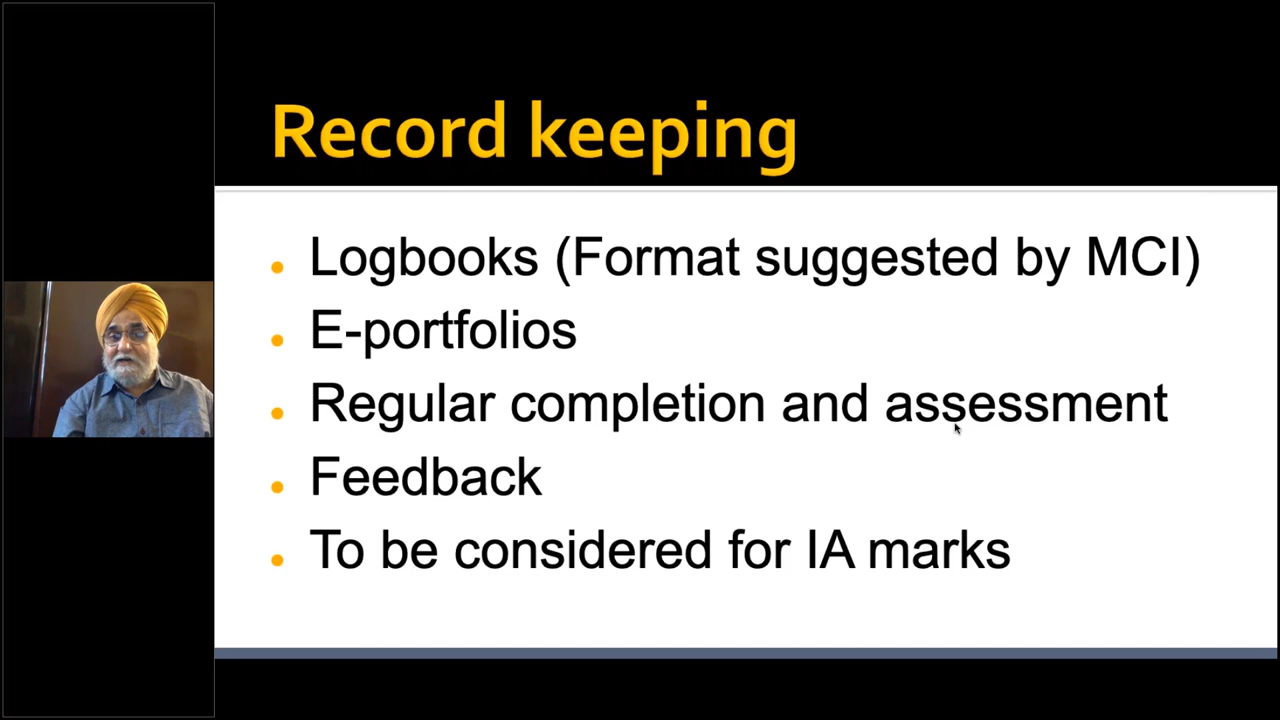 Record keeping
Logbooks (Format suggested by MCI)
E-portfolios
Regular completion and assessment
Feedback
To be considered for IA marks